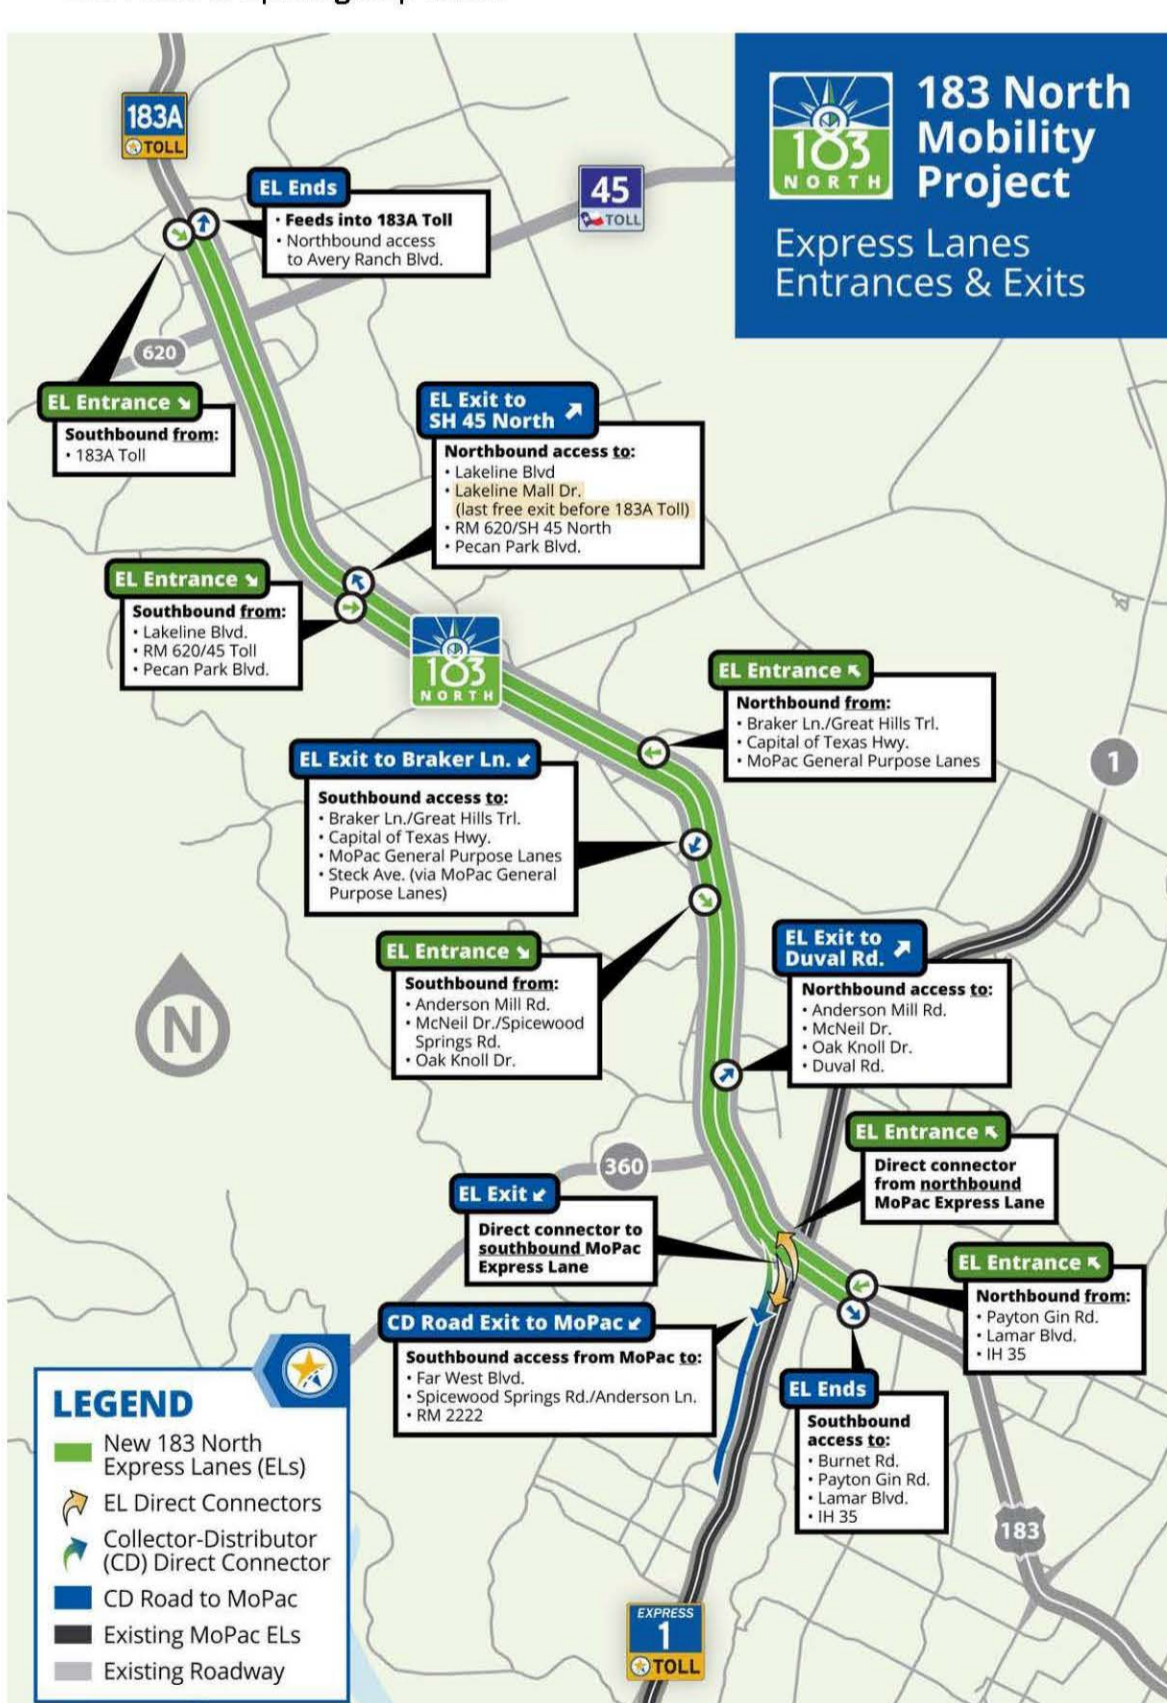 183 North
Mobility
Project
Express Lanes
Entrances & Exits
183
NORTH
183A
TOLL
45
TOLL
EL Ends
• Feeds into 183A Toll
• Northbound access
to Avery Ranch Blvd.
620
EL Entrance
Southbound from:
• 183A Toll
EL Exit to
SH 45 North
Northbound access to:
• Lakeline Blvd
• Lakeline Mall Dr.
(last free exit before 183A Toll)
• RM 620/SH 45 North
• Pecan Park Blvd.
EL Entrance
Southbound from:
• Lakeline Blvd.
• RM 620/45 Toll
• Pecan Park Blvd.
183
NORTH
EL Entrance
Northbound from:
• Braker Ln./Great Hills Trl.
• Capital of Texas Hwy.
• MoPac General Purpose Lanes
1
EL Exit to Braker Ln.
Southbound access to:
• Braker Ln./Great Hills Trl.
• Capital of Texas Hwy.
• MoPac General Purpose Lanes
• Steck Ave. (via MoPac General
Purpose Lanes)
EL Entrance
Southbound from:
• Anderson Mill Rd.
• McNeil Dr./Spicewood
Springs Rd.
• Oak Knoll Dr.
EL Exit to
Duval Rd.
Northbound access to:
• Anderson Mill Rd.
• McNeil Dr.
• Oak Knoll Dr.
• Duval Rd.
N
EL Entrance
Direct connector
from northbound
MoPac Express Lane
360
EL Exit
Direct connector to
southbound MoPac
Express Lane
EL Entrance
Northbound from:
• Payton Gin Rd.
• Lamar Blvd.
• IH 35
CD Road Exit to MoPac
Southbound access from MoPac to:
• Far West Blvd.
• Spicewood Springs Rd./Anderson Ln.
• RM 2222
EL Ends
Southbound
access to:
• Burnet Rd.
• Payton Gin Rd.
• Lamar Blvd.
• IH 35
183
EXPRESS
1
TOLL
LEGEND
New 183 North
Express Lanes (ELs)
EL Direct Connectors
Collector-Distributor
(CD) Direct Connector
CD Road to MoPac
Existing MoPac ELs
Existing Roadway